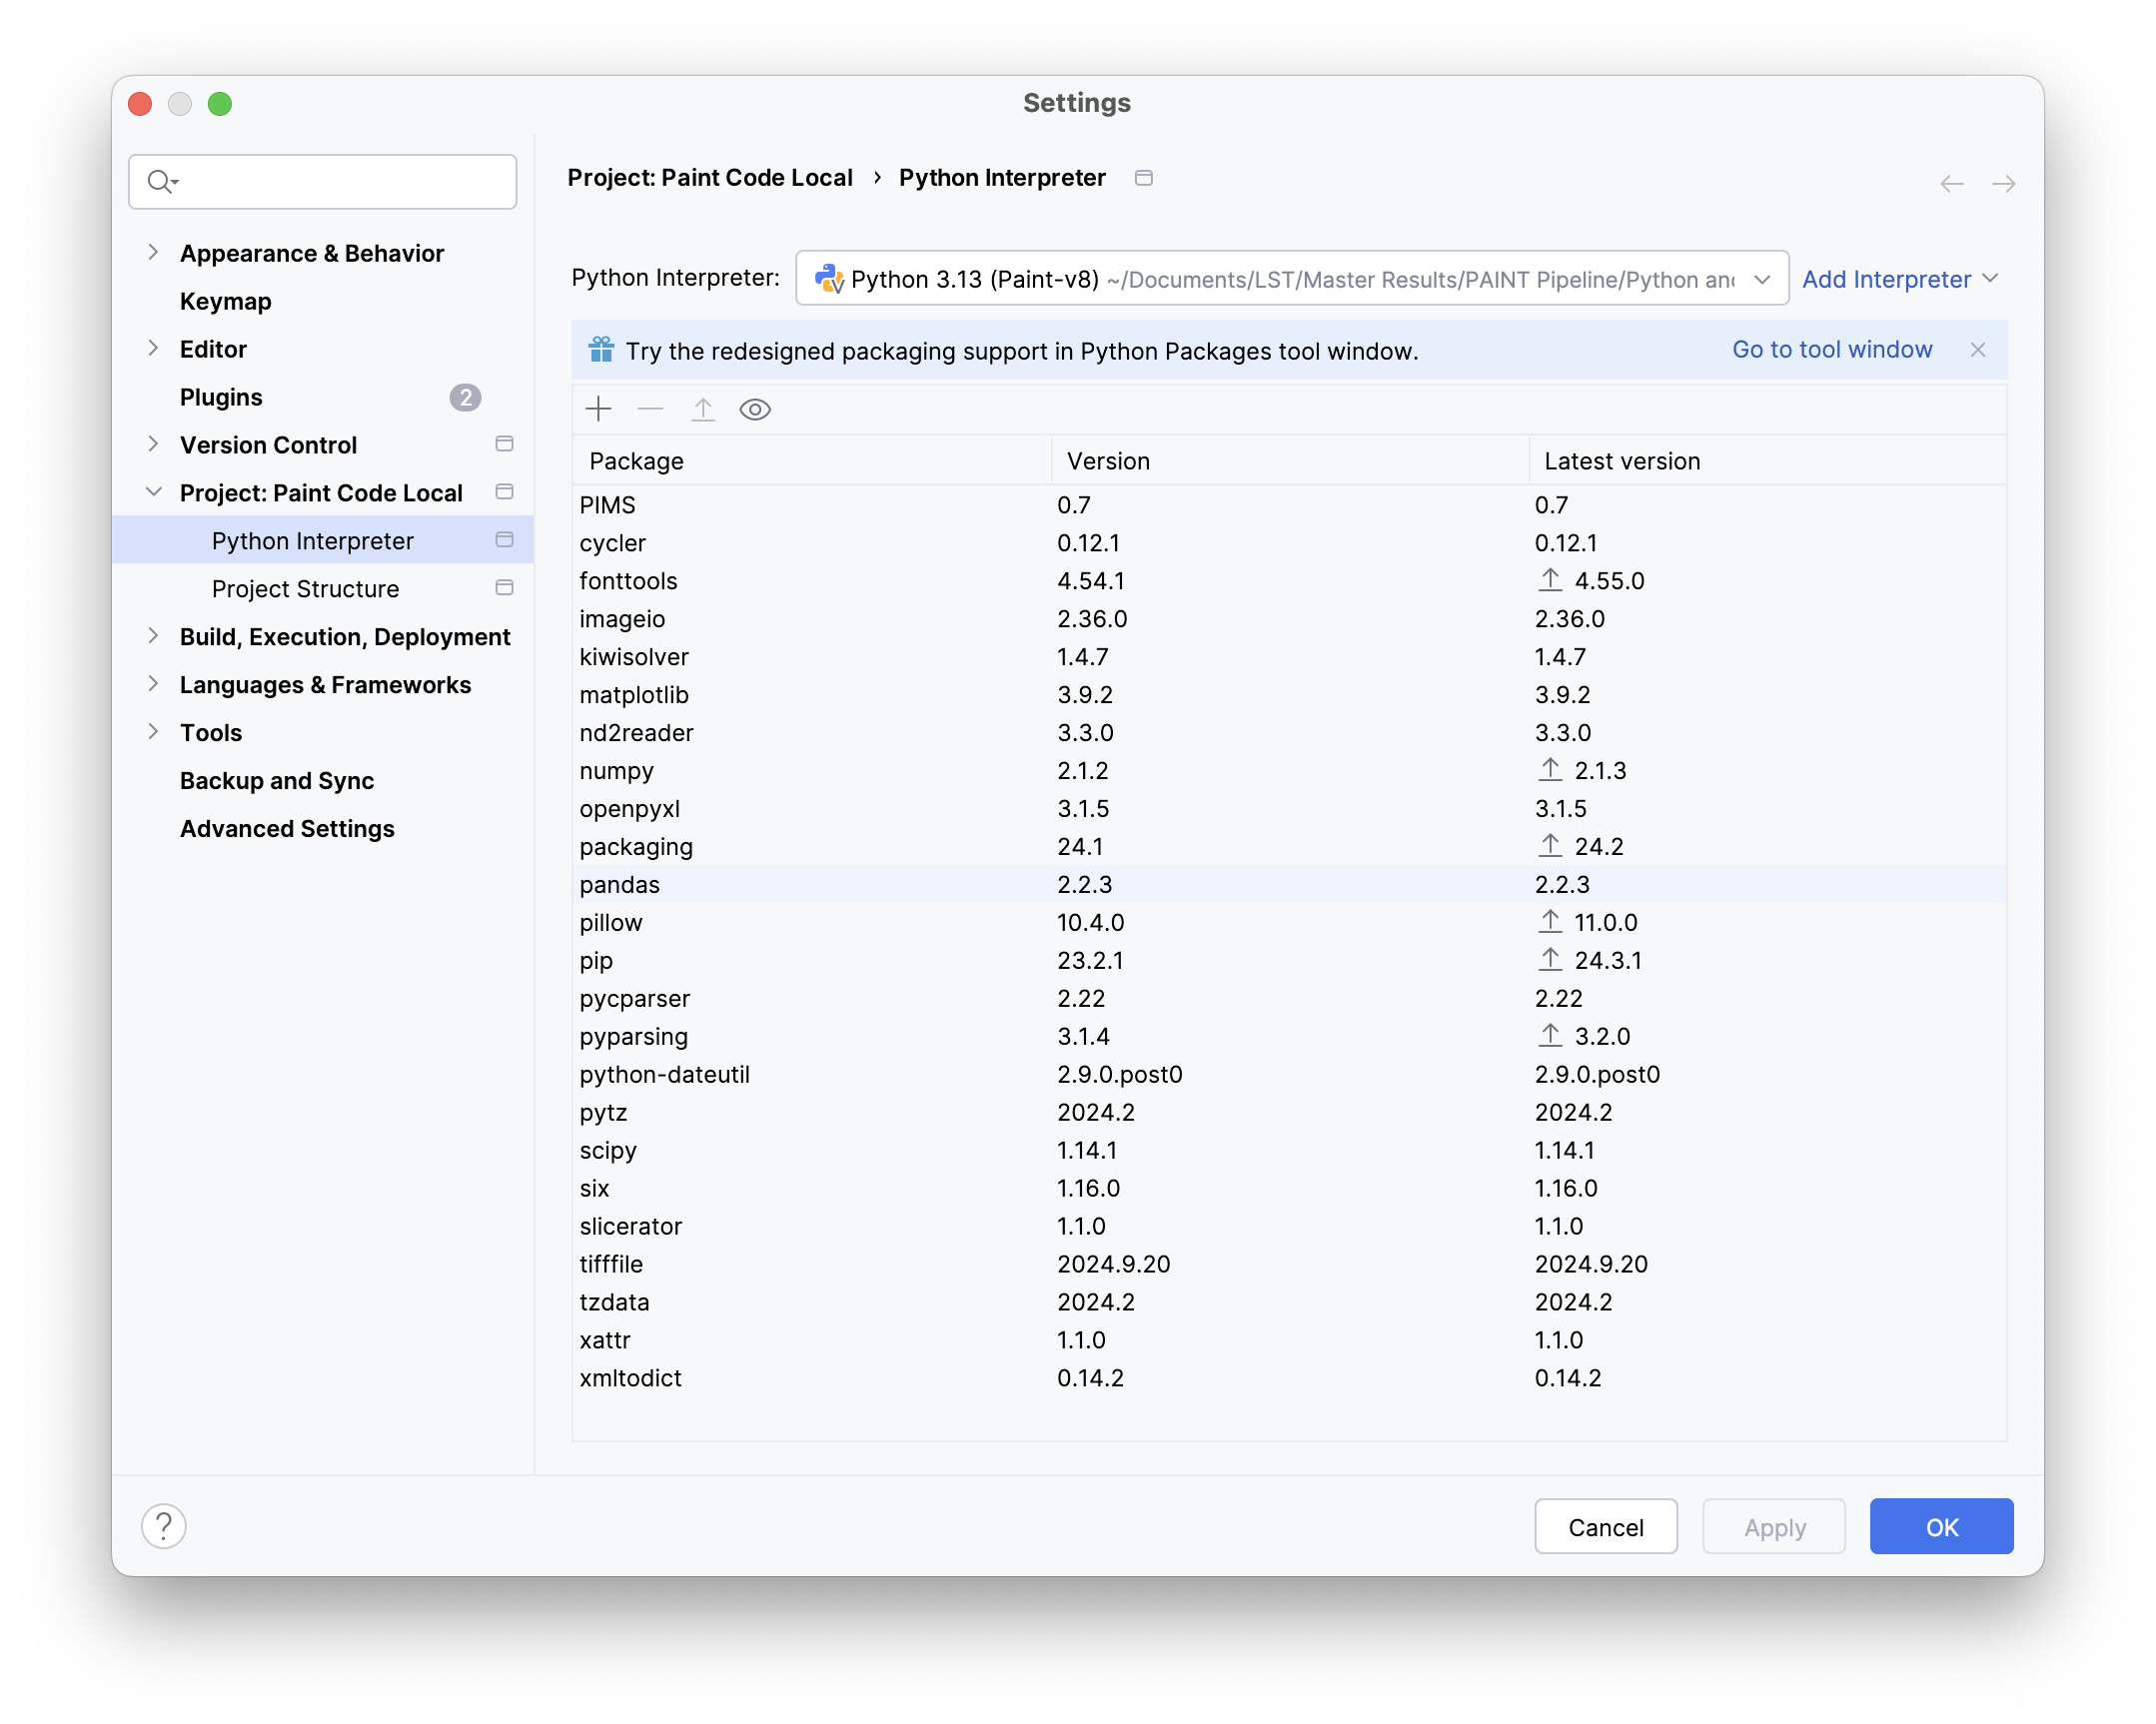 Settings
Appearance & Behavior
Keymap
Editor
Plugins 2
Version Control
Project: Paint Code Local
Python Interpreter
Project Structure
Build, Execution, Deployment
Languages & Frameworks
Tools
Backup and Sync
Advanced Settings
Project: Paint Code Local › Python Interpreter
Python Interpreter: Python 3.13 (Paint-v8) ~/Documents/LST/Master Results/PAINT Pipeline/Python and Add Interpreter
Try the redesigned packaging support in Python Packages tool window. Go to tool window
Package Version Latest version
PIMS 0.7 0.7
cycler 0.12.1 0.12.1
fonttools 4.54.1 4.55.0
imageio 2.36.0 2.36.0
kiwisolver 1.4.7 1.4.7
matplotlib 3.9.2 3.9.2
nd2reader 3.3.0 3.3.0
numpy 2.1.2 2.1.3
openpyxl 3.1.5 3.1.5
packaging 24.1 24.2
pandas 2.2.3 2.2.3
pillow 10.4.0 11.0.0
pip 23.2.1 24.3.1
pycparser 2.22 2.22
pyparsing 3.1.4 3.2.0
python-dateutil 2.9.0.post0 2.9.0.post0
pytz 2024.2 2024.2
scipy 1.14.1 1.14.1
six 1.16.0 1.16.0
slicerator 1.1.0 1.1.0
tifffile 2024.9.20 2024.9.20
tzdata 2024.2 2024.2
xattr 1.1.0 1.1.0
xmltodict 0.14.2 0.14.2
? Cancel Apply OK